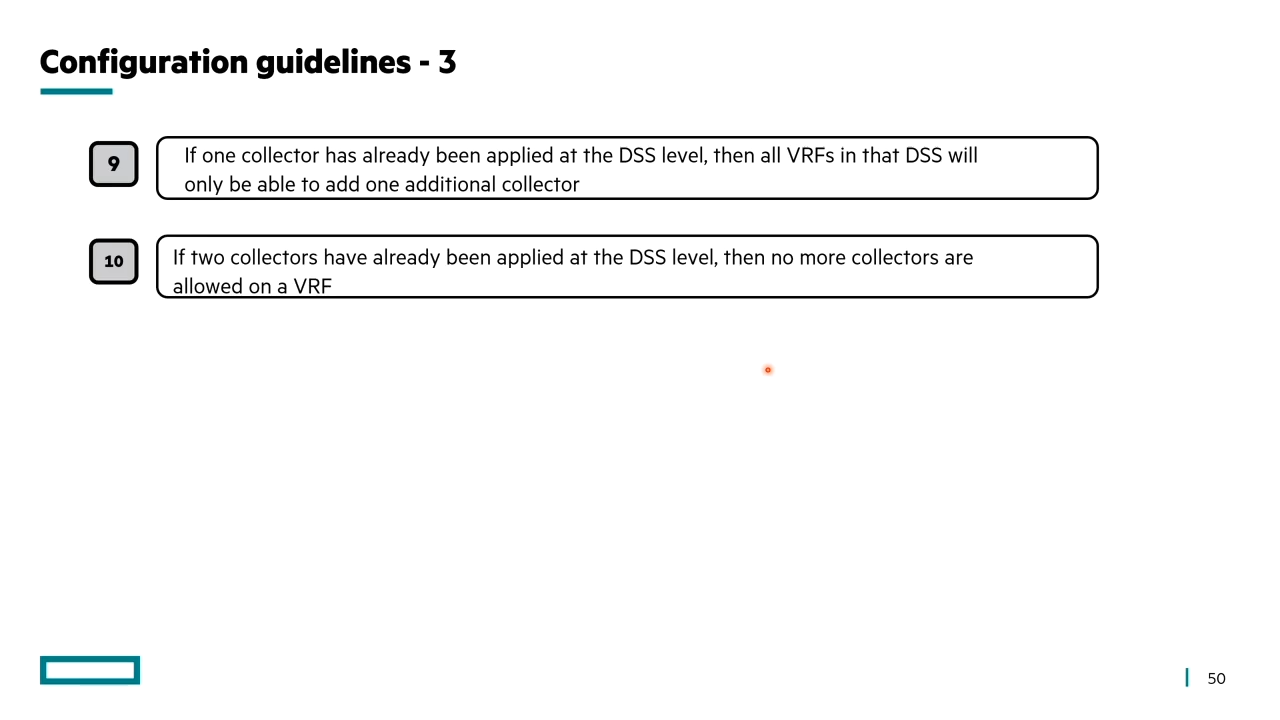 Configuration guidelines - 3
9
If one collector has already been applied at the DSS level, then all VRFs in that DSS will
only be able to add one additional collector
10
If two collectors have already been applied at the DSS level, then no more collectors are
allowed on a VRF
50